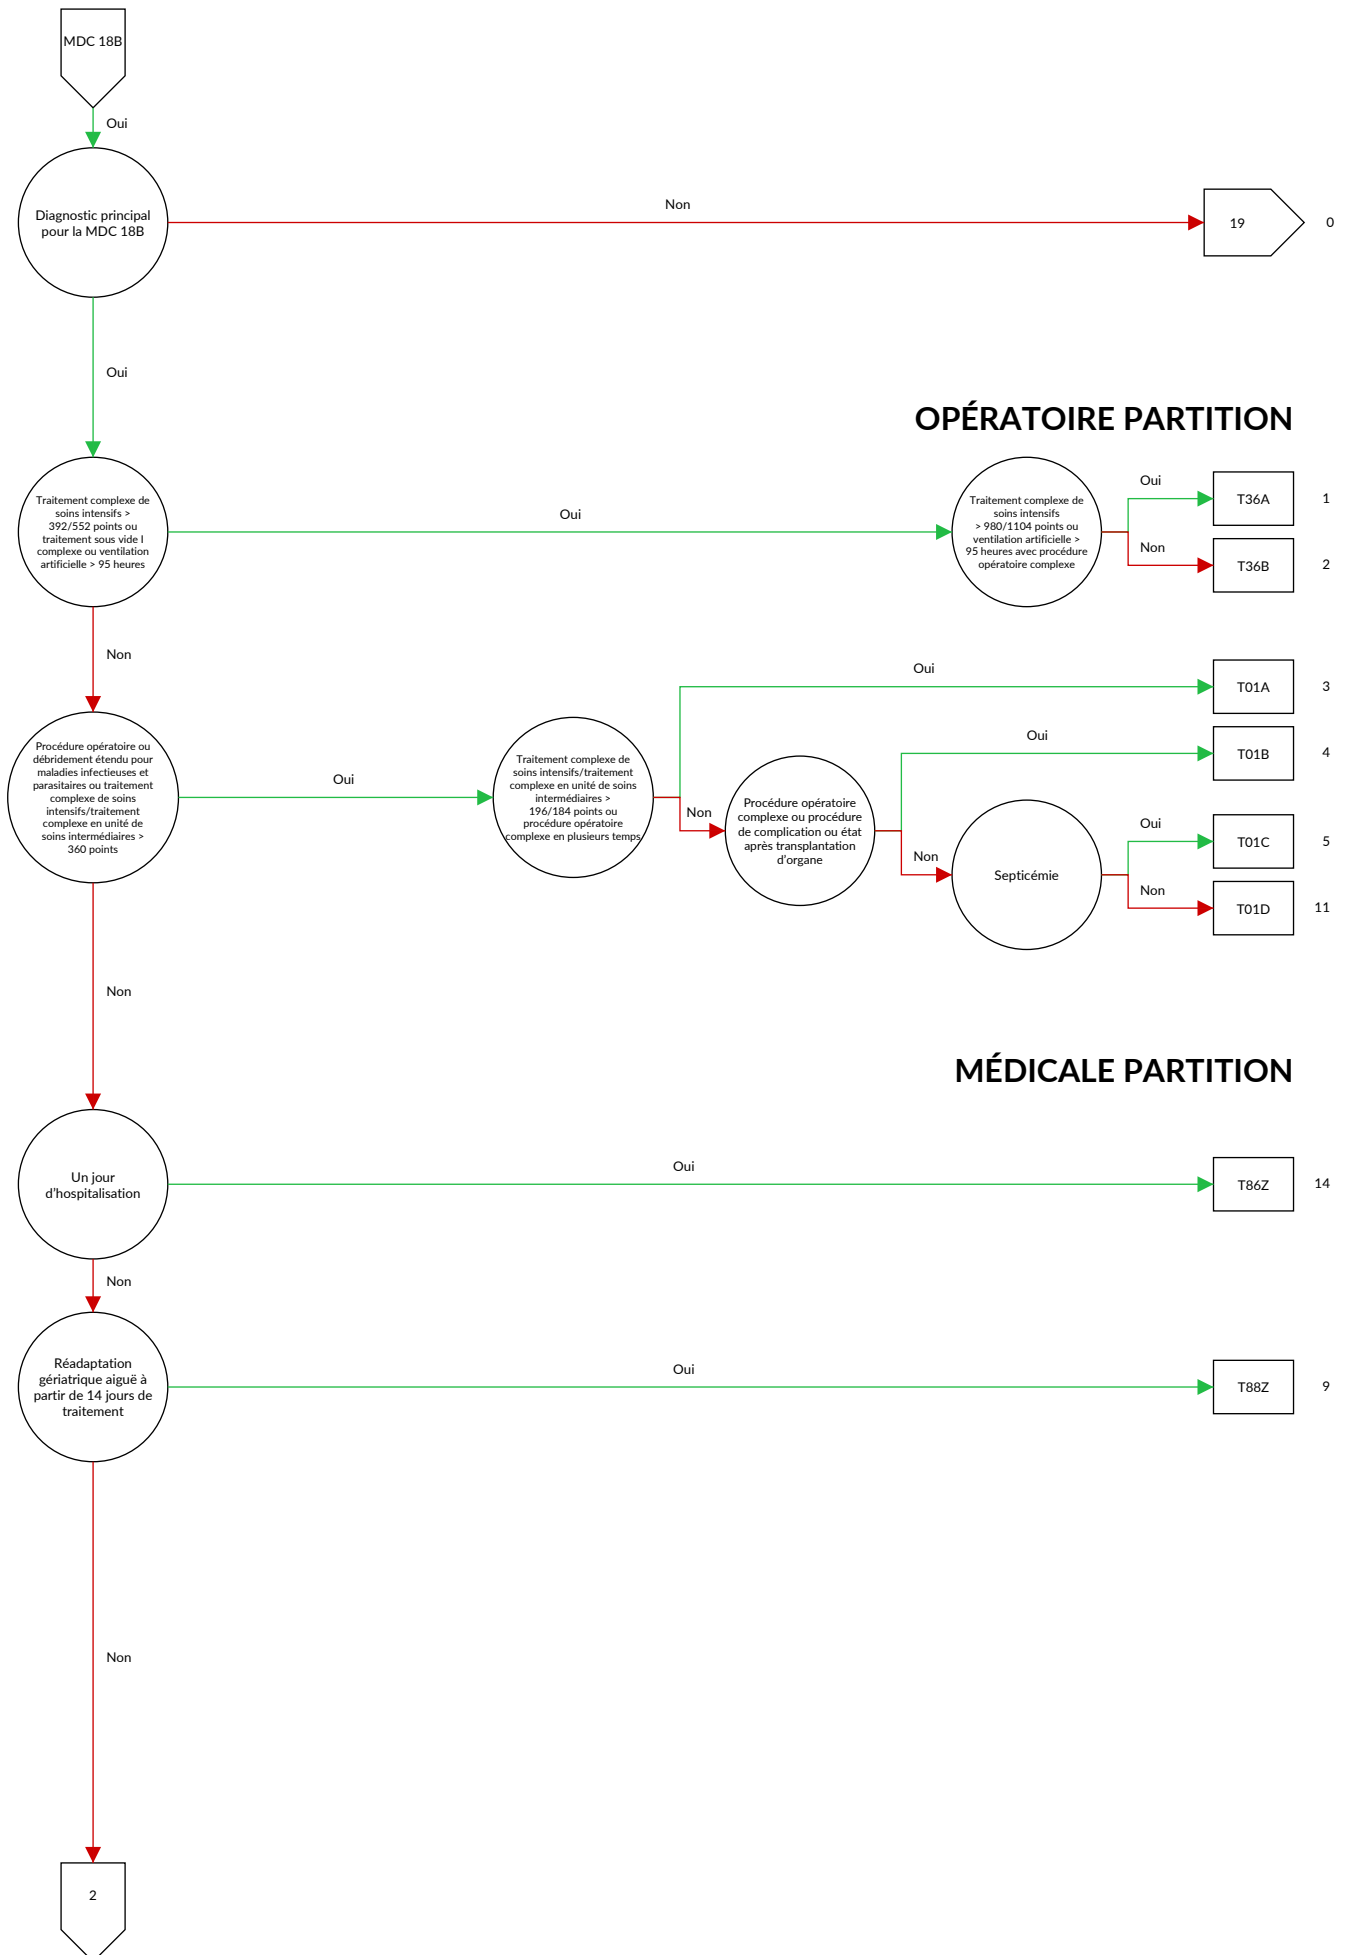 MDC 18B
Oui
Diagnostic principal
pour la MDC 18B
Non
19
0
Oui
OPÉRATOIRE PARTITION
Traitement complexe de
soins intensifs >
392/552 points ou
traitement sous vide I
complexe ou ventilation
artificielle > 95 heures
Oui
Traitement complexe de
soins intensifs
> 980/1104 points ou
ventilation artificielle >
95 heures avec procédure
opératoire complexe
Oui
T36A
1
Non
T36B
2
Non
Procédure opératoire ou
débridement étendu pour
maladies infectieuses et
parasitaires ou traitement
complexe de soins
intensifs/traitement
complexe en unité de
soins intermédiaires >
360 points
Oui
Traitement complexe de
soins intensifs/traitement
complexe en unité de soins
intermédiaires >
196/184 points ou
procédure opératoire
complexe en plusieurs temps
Oui
T01A
3
Non
Procédure opératoire
complexe ou procédure
de complication ou état
après transplantation
d'organe
Oui
T01B
4
Non
Septicémie
Oui
T01C
5
Non
T01D
11
Non
MÉDICALE PARTITION
Un jour
d'hospitalisation
Oui
T86Z
14
Non
Réadaptation
gériatrique aiguë à
partir de 14 jours de
traitement
Oui
T88Z
9
Non
2